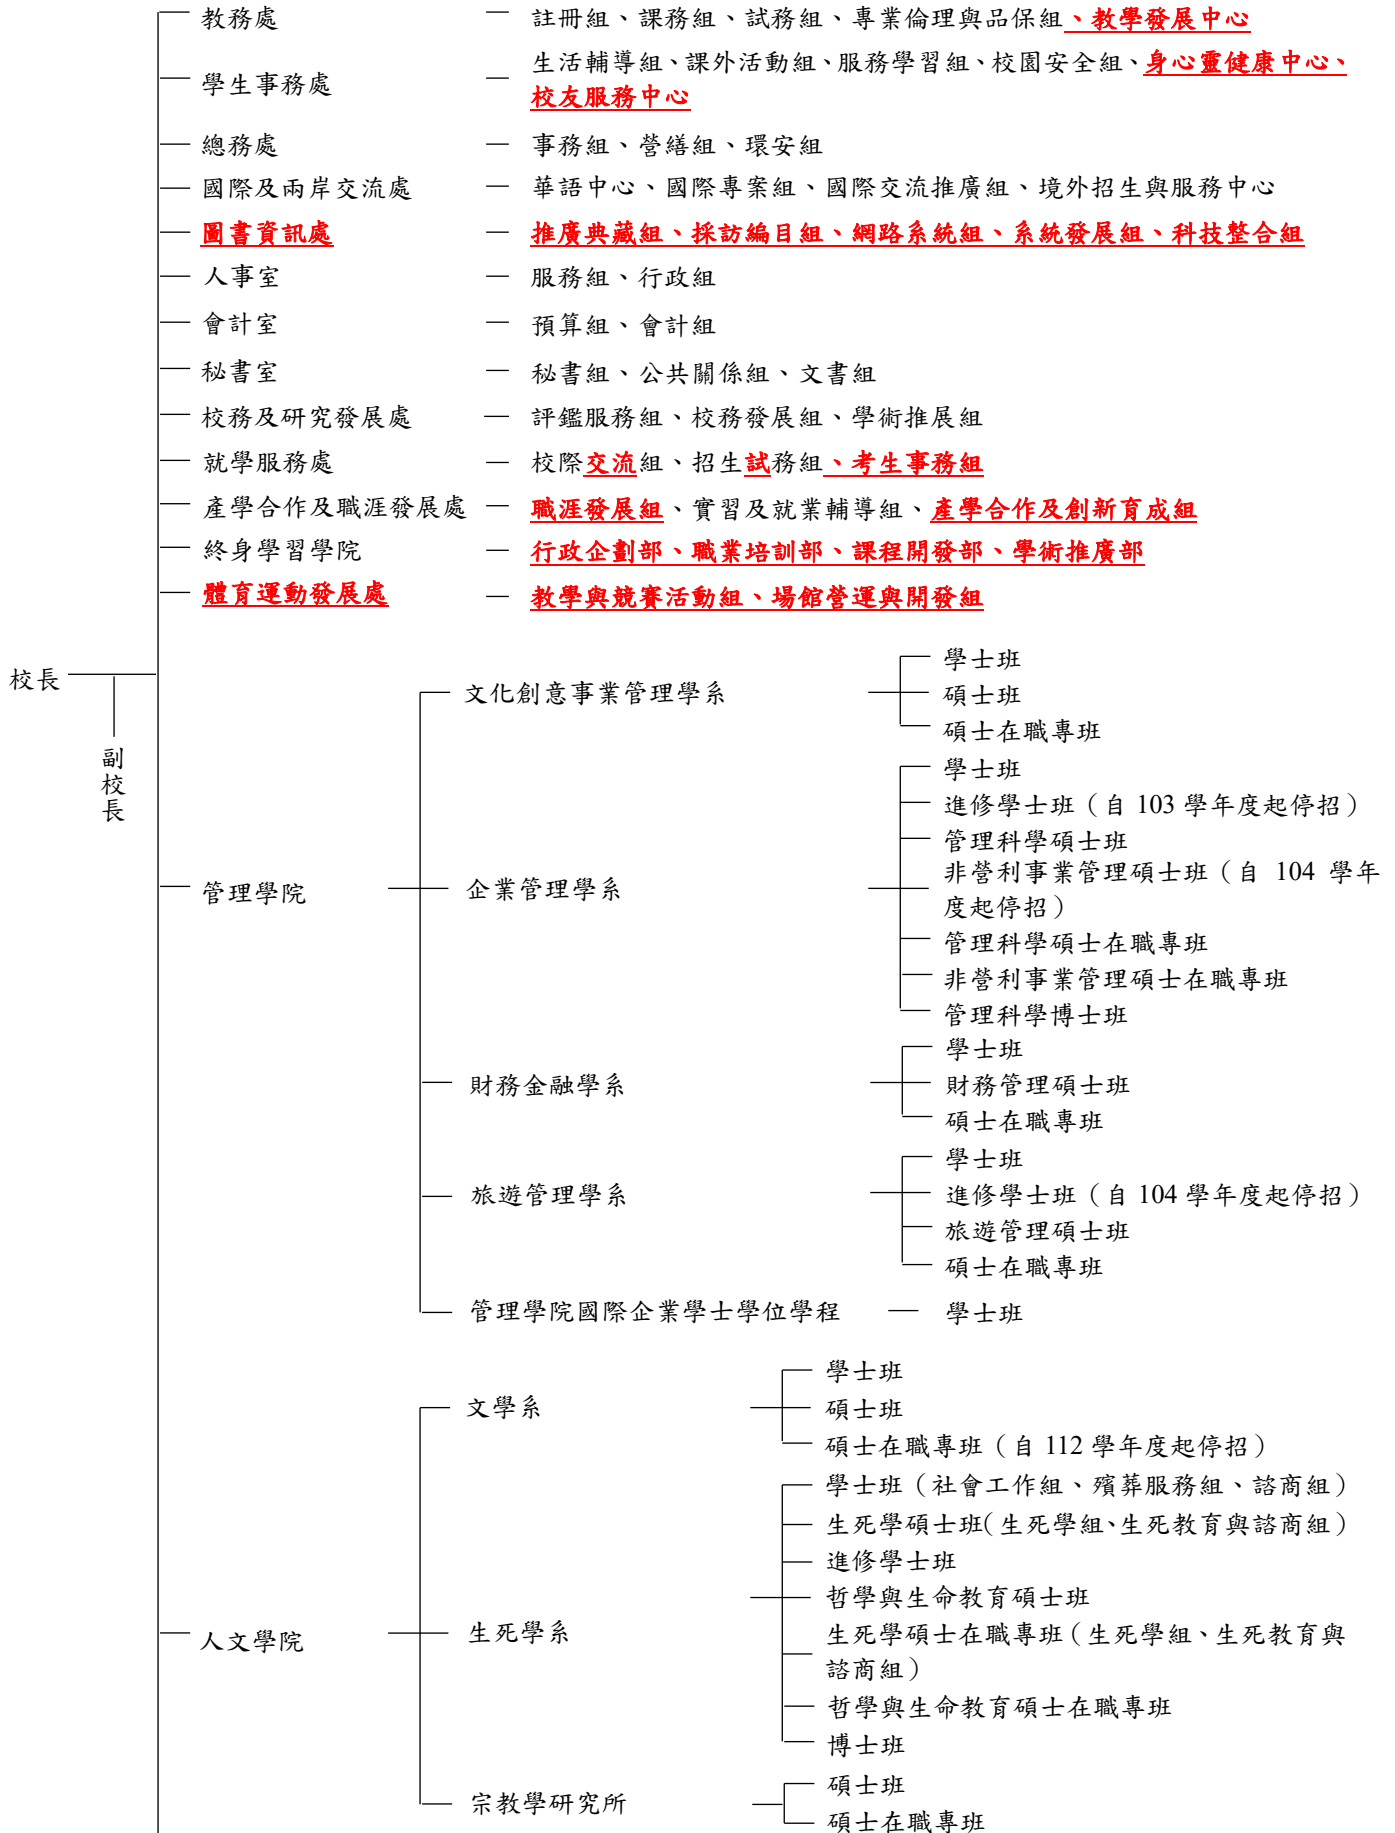 教務處 註冊組、課務組、試務組、專業倫理與品保組、教學發展中心
學生事務處 生活輔導組、課外活動組、服務學習組、校園安全組、身心靈健康中心、
校友服務中心
總務處 事務組、營繕組、環安組
國際及兩岸交流處 華語中心、國際專案組、國際交流推廣組、境外招生與服務中心
圖書資訊處 推廣典藏組、採訪編目組、網路系統組、系統發展組、科技整合組
人事室 服務組、行政組
會計室 預算組、會計組
秘書室 秘書組、公共關係組、文書組
校務及研究發展處 評鑑服務組、校務發展組、學術推展組
就學服務處 校際交流組、招生試務組、考生事務組
產學合作及職涯發展處 職涯發展組、實習及就業輔導組、產學合作及創新育成組
終身學習學院 行政企劃部、職業培訓部、課程開發部、學術推廣部
體育運動發展處 教學與競賽活動組、場館營運與開發組
校長
副校長
管理學院
文化創意事業管理學系
學士班
碩士班
碩士在職專班
企業管理學系
學士班
進修學士班（自 103 學年度起停招）
管理科學碩士班
非營利事業管理碩士班（自 104 學年
度起停招）
管理科學碩士在職專班
非營利事業管理碩士在職專班
管理科學博士班
財務金融學系
學士班
財務管理碩士班
碩士在職專班
旅遊管理學系
學士班
進修學士班（自 104 學年度起停招）
旅遊管理碩士班
碩士在職專班
管理學院國際企業學士學位學程 學士班
人文學院
文學系
學士班
碩士班
碩士在職專班（自 112 學年度起停招）
生死學系
學士班（社會工作組、殯葬服務組、諮商組）
生死學碩士班（生死學組、生死教育與諮商組）
進修學士班
哲學與生命教育碩士班
生死學碩士在職專班（生死學組、生死教育與
諮商組）
哲學與生命教育碩士在職專班
博士班
宗教學研究所
碩士班
碩士在職專班